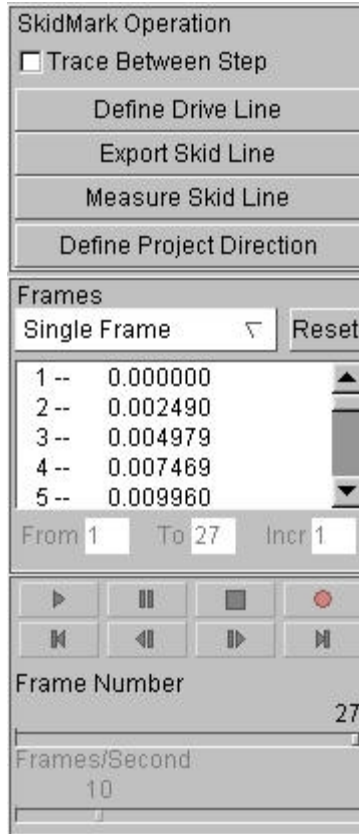 SkidMark Operation
Trace Between Step
Define Drive Line
Export Skid Line
Measure Skid Line
Define Project Direction
Frames
Single Frame Reset
1 -- 0.000000
2 -- 0.002490
3 -- 0.004979
4 -- 0.007469
5 -- 0.009960
From 1 To 27 Incr 1
Frame Number
27
Frames/Second
10